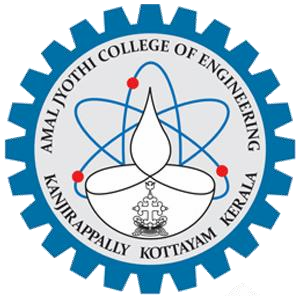 AMAL JYOTHI COLLEGE OF ENGINEERING
KANJIRAPPALLY KOTTAYAM KERALA